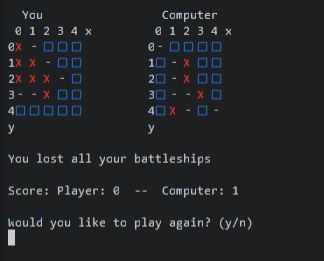 You Computer
0 1 2 3 4 x 0 1 2 3 4 x
0X - □ □ □ 0- □ □ □ □
1X X - □ □ 1□ - X □ □
2X X X - □ 2□ - □ □ □
3- - X □ □ 3□ - - X □
4□ □ □ □ □ 4□ X - □ -
y y
You lost all your battleships
Score: Player: 0 -- Computer: 1
Would you like to play again? (y/n)